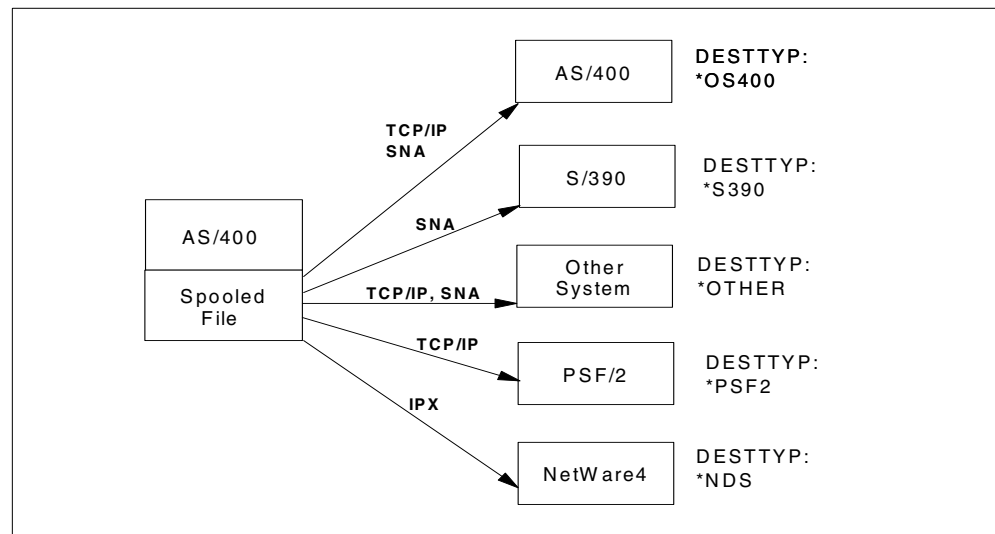 AS/400
DESTTYP:
*OS400
TCP/IP
SNA
S/390
DESTTYP:
*S390
SNA
AS/400
Spooled
File
Other
System
DESTTYP:
*OTHER
TCP/IP, SNA
TCP/IP
PSF/2
DESTTYP:
*PSF2
IPX
NetWare4
DESTTYP:
*NDS